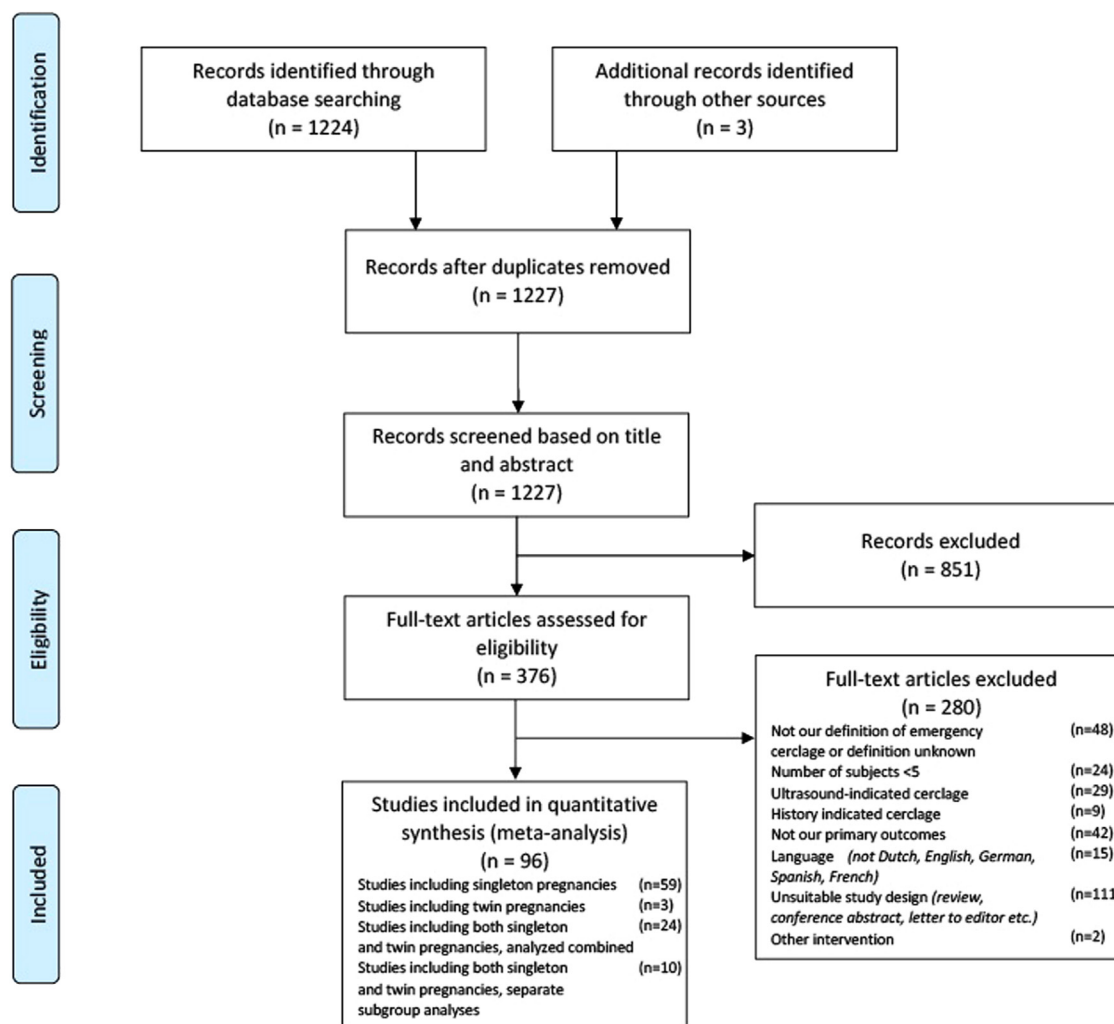 Identification
Records identified through
database searching
(n = 1224)
Additional records identified
through other sources
(n = 3)
Records after duplicates removed
(n = 1227)
Screening
Records screened based on title
and abstract
(n = 1227)
Records excluded
(n = 851)
Eligibility
Full-text articles assessed for
eligibility
(n = 376)
Full-text articles excluded
(n = 280)
Not our definition of emergency (n=48)
cerclage or definition unknown
Number of subjects <5 (n=24)
Ultrasound-indicated cerclage (n=29)
History indicated cerclage (n=9)
Not our primary outcomes (n=42)
Language (not Dutch, English, German, (n=15)
Spanish, French)
Unsuitable study design (review, (n=111
conference abstract, letter to editor etc.)
Other intervention (n=2)
Included
Studies included in quantitative
synthesis (meta-analysis)
(n = 96)
Studies including singleton pregnancies (n=59)
Studies including twin pregnancies (n=3)
Studies including both singleton (n=24)
and twin pregnancies, analyzed combined
Studies including both singleton (n=10)
and twin pregnancies, separate
subgroup analyses